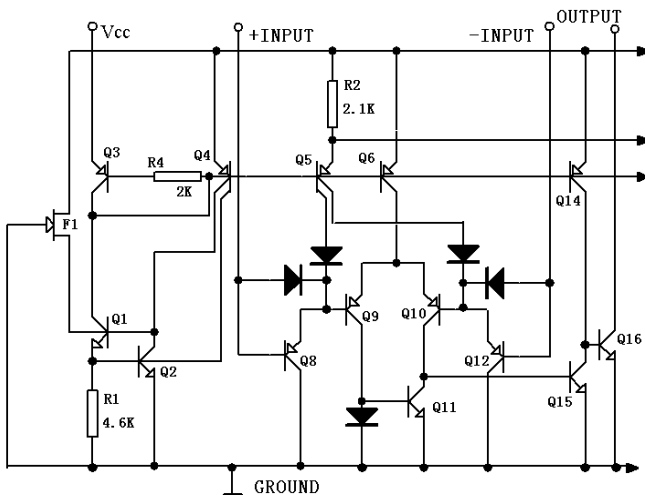 Vcc
+INPUT
-INPUT
OUTPUT
R2
2.1K
Q3
R4
2K
Q4
Q5
Q6
Q14
F1
Q1
Q2
Q8
Q9
Q10
Q12
Q16
R1
4.6K
Q11
Q15
GROUND